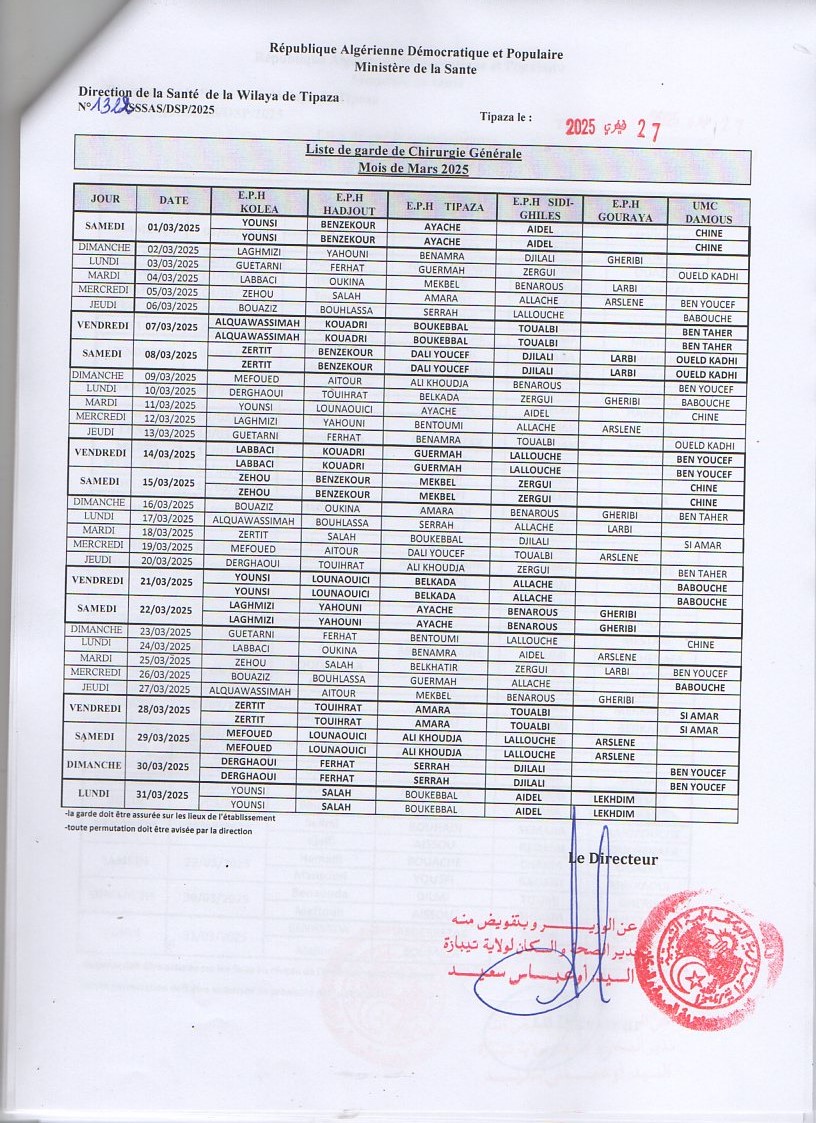 République Algérienne Démocratique et Populaire
Ministère de la Sante
Direction de la Santé de la Wilaya de Tipaza
N° 1322 SSSAS/DSP/2025
Tipaza le : 27 فيفري 2025
Liste de garde de Chirurgie Générale
Mois de Mars 2025
JOUR DATE E.P.H KOLEA E.P.H HADJOUT E.P.H TIPAZA E.P.H SIDI-GHILES E.P.H GOURAYA UMC DAMOUS
SAMEDI 01/03/2025 YOUNSI BENZEKOUR AYACHE AIDEL CHINE
YOUNSI BENZEKOUR AYACHE AIDEL CHINE
DIMANCHE 02/03/2025 LAGHMIZI YAHOUNI BENAMRA DJILALI GHERIBI
LUNDI 03/03/2025 GUETARNI FERHAT GUERMAH ZERGUI OUELD KADHI
MARDI 04/03/2025 LABBACI OUKINA MEKBEL BENAROUS LARBI
MERCREDI 05/03/2025 ZEHOU SALAH AMARA ALLACHE ARSLENE BEN YOUCEF
JEUDI 06/03/2025 BOUAZIZ BOUHLASSA SERRAH LALLOUCHE BABOUCHE
VENDREDI 07/03/2025 ALQUAWASSIMAH KOUADRI BOUKEBBAL TOUALBI BEN TAHER
ALQUAWASSIMAH KOUADRI BOUKEBBAL TOUALBI BEN TAHER
SAMEDI 08/03/2025 ZERTIT BENZEKOUR DALI YOUCEF DJILALI LARBI OUELD KADHI
ZERTIT BENZEKOUR DALI YOUCEF DJILALI LARBI OUELD KADHI
DIMANCHE 09/03/2025 MEFOUED AITOUR ALI KHOUDJA BENAROUS BEN YOUCEF
LUNDI 10/03/2025 DERGHAOUI TOUIHRAT BELKADA ZERGUI GHERIBI BABOUCHE
MARDI 11/03/2025 YOUNSI LOUNAOUICI AYACHE AIDEL CHINE
MERCREDI 12/03/2025 LAGHMIZI YAHOUNI BENTOUMI ALLACHE ARSLENE
JEUDI 13/03/2025 GUETARNI FERHAT BENAMRA TOUALBI OUELD KADHI
VENDREDI 14/03/2025 LABBACI KOUADRI GUERMAH LALLOUCHE BEN YOUCEF
LABBACI KOUADRI GUERMAH LALLOUCHE BEN YOUCEF
SAMEDI 15/03/2025 ZEHOU BENZEKOUR MEKBEL ZERGUI CHINE
ZEHOU BENZEKOUR MEKBEL ZERGUI CHINE
DIMANCHE 16/03/2025 BOUAZIZ OUKINA AMARA BENAROUS GHERIBI BEN TAHER
LUNDI 17/03/2025 ALQUAWASSIMAH BOUHLASSA SERRAH ALLACHE LARBI
MARDI 18/03/2025 ZERTIT SALAH BOUKEBBAL DJILALI SI AMAR
MERCREDI 19/03/2025 MEFOUED AITOUR DALI YOUCEF TOUALBI ARSLENE
JEUDI 20/03/2025 DERGHAOUI TOUIHRAT ALI KHOUDJA ZERGUI BEN TAHER
VENDREDI 21/03/2025 YOUNSI LOUNAOUICI BELKADA ALLACHE BABOUCHE
YOUNSI LOUNAOUICI BELKADA ALLACHE BABOUCHE
SAMEDI 22/03/2025 LAGHMIZI YAHOUNI AYACHE BENAROUS GHERIBI
LAGHMIZI YAHOUNI AYACHE BENAROUS GHERIBI
DIMANCHE 23/03/2025 GUETARNI FERHAT BENTOUMI LALLOUCHE CHINE
LUNDI 24/03/2025 LABBACI OUKINA BENAMRA AIDEL ARSLENE
MARDI 25/03/2025 ZEHOU SALAH BELKHATIR ZERGUI LARBI BEN YOUCEF
MERCREDI 26/03/2025 BOUAZIZ BOUHLASSA GUERMAH ALLACHE BABOUCHE
JEUDI 27/03/2025 ALQUAWASSIMAH AITOUR MEKBEL BENAROUS GHERIBI
VENDREDI 28/03/2025 ZERTIT TOUIHRAT AMARA TOUALBI SI AMAR
ZERTIT TOUIHRAT AMARA TOUALBI SI AMAR
SAMEDI 29/03/2025 MEFOUED LOUNAOUICI ALI KHOUDJA LALLOUCHE ARSLENE
MEFOUED LOUNAOUICI ALI KHOUDJA LALLOUCHE ARSLENE
DIMANCHE 30/03/2025 DERGHAOUI FERHAT SERRAH DJILALI BEN YOUCEF
DERGHAOUI FERHAT SERRAH DJILALI BEN YOUCEF
LUNDI 31/03/2025 YOUNSI SALAH BOUKEBBAL AIDEL LEKHDIM
YOUNSI SALAH BOUKEBBAL AIDEL LEKHDIM
-la garde doit être assurée sur les lieux de l'établissement
-toute permutation doit être avisée par la direction
Le Directeur
عن الوزير و بتفويض منه
مدير الصحة والسكان لولاية تيبازة
السيد/ أو عباس سعيد